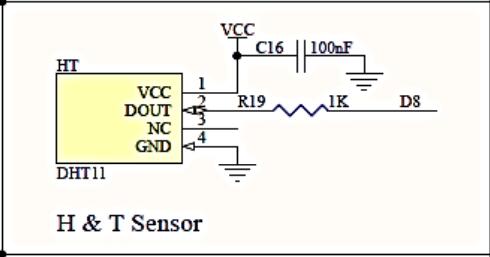 VCC
C16 100nF
HT
VCC 1
DOUT 2 R19 1K D8
NC 3
GND 4
DHT11
H & T Sensor